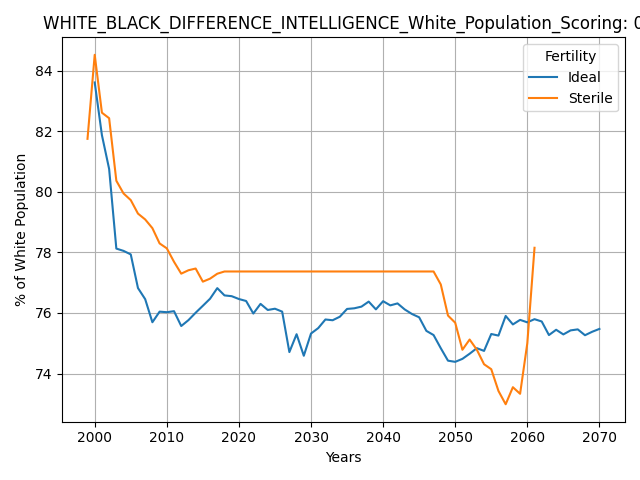 WHITE_BLACK_DIFFERENCE_INTELLIGENCE_White_Population_Scoring: 0
Fertility
Ideal
Sterile
84
82
80
78
76
74
% of White Population
2000 2010 2020 2030 2040 2050 2060 2070
Years